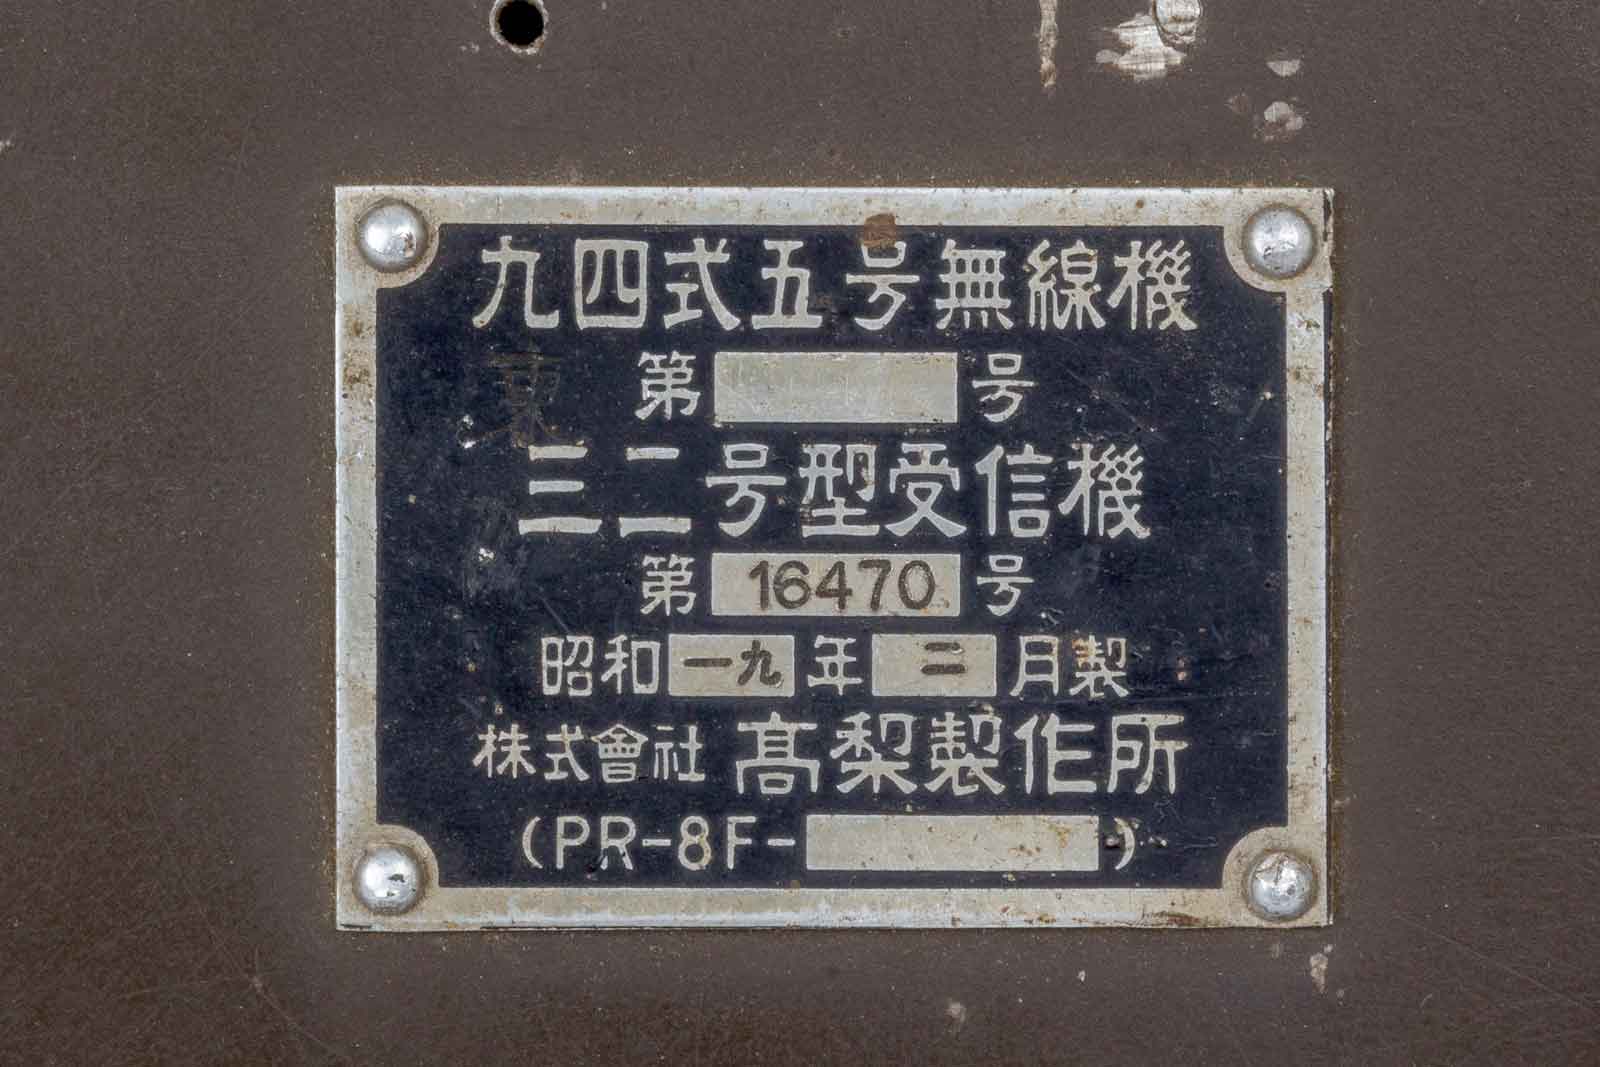 九四式五号無線機
東
第 号
三二号型受信機
第 16470 号
昭和一九年二月製
株式會社 髙梨製作所
(PR-8F- )